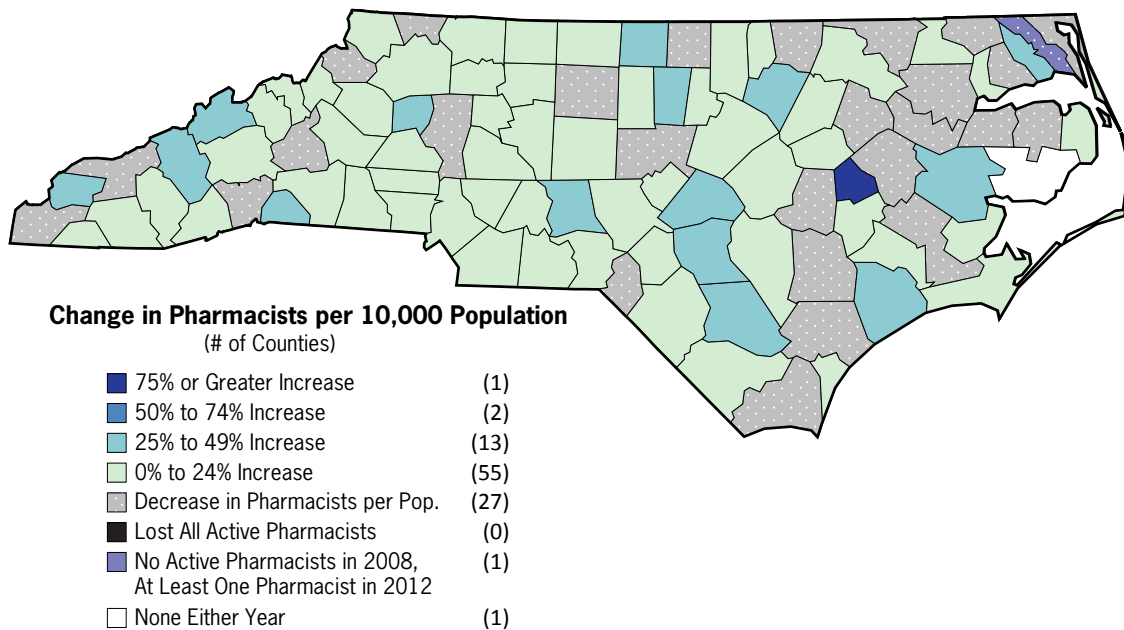 Change in Pharmacists per 10,000 Population
(# of Counties)
75% or Greater Increase (1)
50% to 74% Increase (2)
25% to 49% Increase (13)
0% to 24% Increase (55)
Decrease in Pharmacists per Pop. (27)
Lost All Active Pharmacists (0)
No Active Pharmacists in 2008, (1)
At Least One Pharmacist in 2012
None Either Year (1)